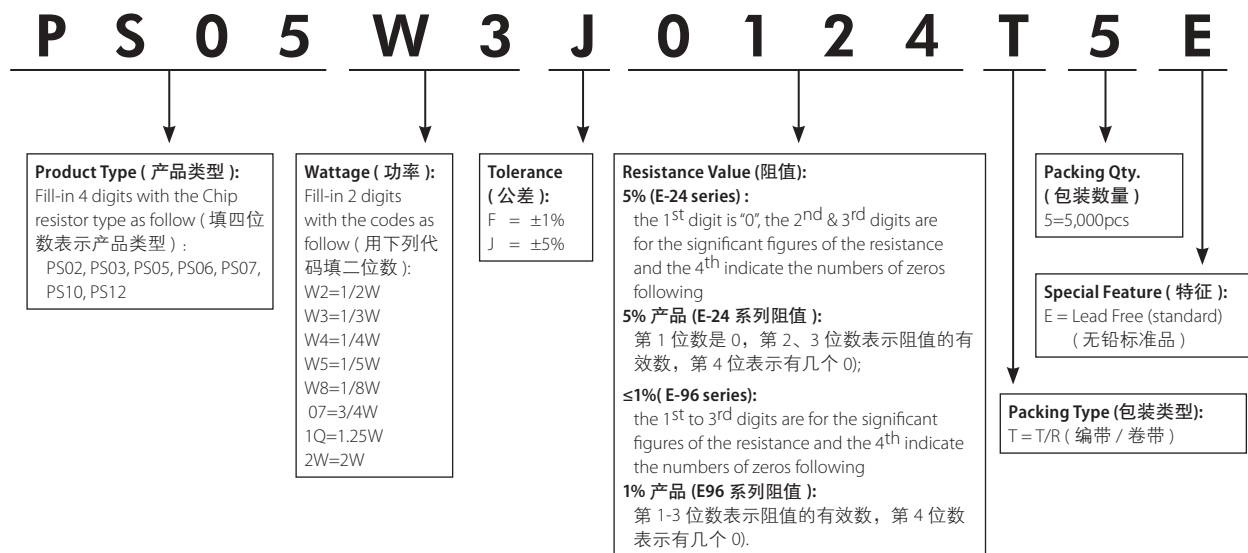 P S 0 5 W 3 J 0 1 2 4 T 5 E
Product Type ( 产品类型 ):
Fill-in 4 digits with the Chip
resistor type as follow ( 填四位
数表示产品类型 ) :
PS02, PS03, PS05, PS06, PS07,
PS10, PS12
Wattage ( 功率 ):
Fill-in 2 digits
with the codes as
follow ( 用下列代
码填二位数 ):
W2=1/2W
W3=1/3W
W4=1/4W
W5=1/5W
W8=1/8W
07=3/4W
1Q=1.25W
2W=2W
Tolerance
( 公差 ):
F = ±1%
J = ±5%
Resistance Value (阻值):
5% (E-24 series) :
the 1st digit is "0", the 2nd & 3rd digits are
for the significant figures of the resistance
and the 4th indicate the numbers of zeros
following
5% 产品 (E-24 系列阻值 ):
第 1 位数是 0，第 2、3 位数表示阻值的有
效数，第 4 位表示有几个 0);
≤1%( E-96 series):
the 1st to 3rd digits are for the significant
figures of the resistance and the 4th indicate
the numbers of zeros following
1% 产品 (E96 系列阻值 ):
第 1-3 位数表示阻值的有效数，第 4 位数
表示有几个 0).
Packing Qty.
( 包装数量 )
5=5,000pcs
Special Feature ( 特征 ):
E = Lead Free (standard)
( 无铅标准品 )
Packing Type (包装类型):
T = T/R ( 编带 / 卷带 )